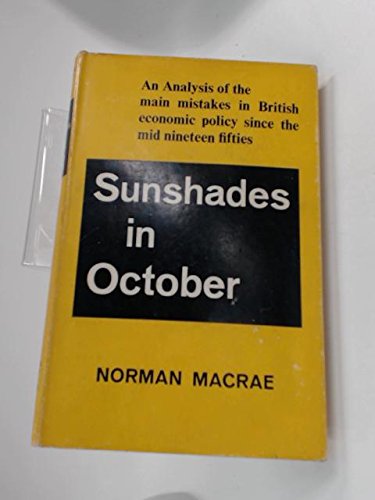 An Analysis of the
main mistakes in British
economic policy since the
mid nineteen fifties
Sunshades
in
October
NORMAN MACRAE